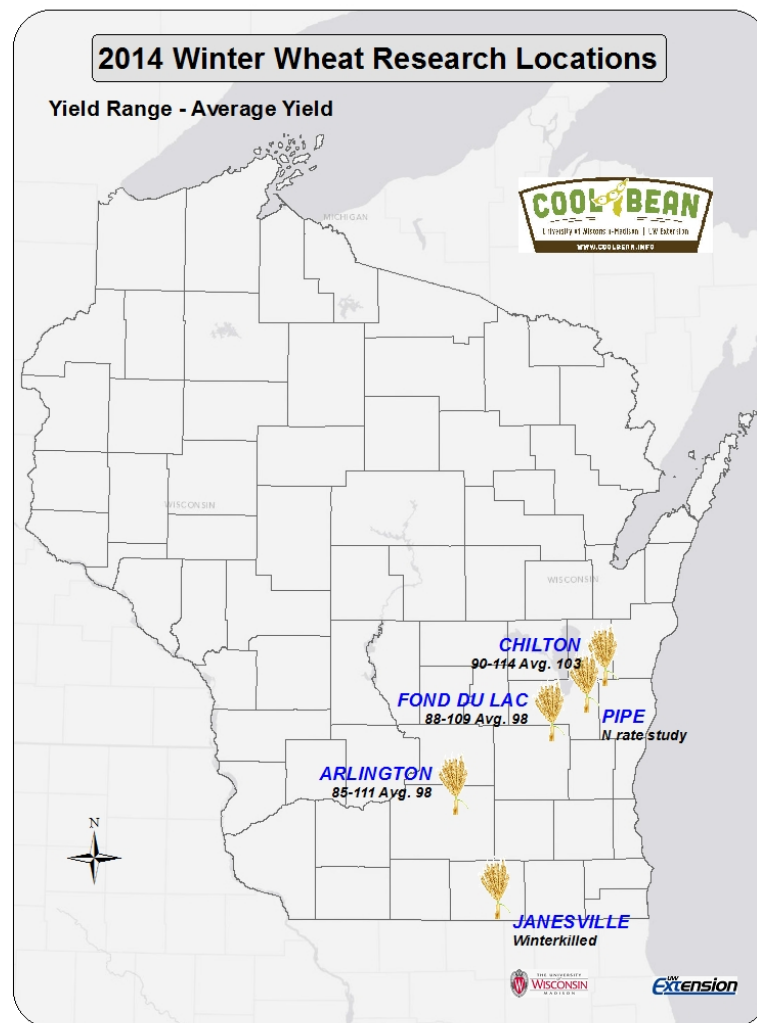 2014 Winter Wheat Research Locations
Yield Range - Average Yield
MICHIGAN
COOL BEAN
University of Wisconsin-Madison | UW Extension
WWW.COOLBEAN.INFO
WISCONSIN
WISCONSIN
CHILTON
90-114 Avg. 103
FOND DU LAC
88-109 Avg. 98
PIPE
N rate study
ARLINGTON
85-111 Avg. 98
N
JANESVILLE
Winterkilled
THE UNIVERSITY
of
WISCONSIN
MADISON
UW
Extension